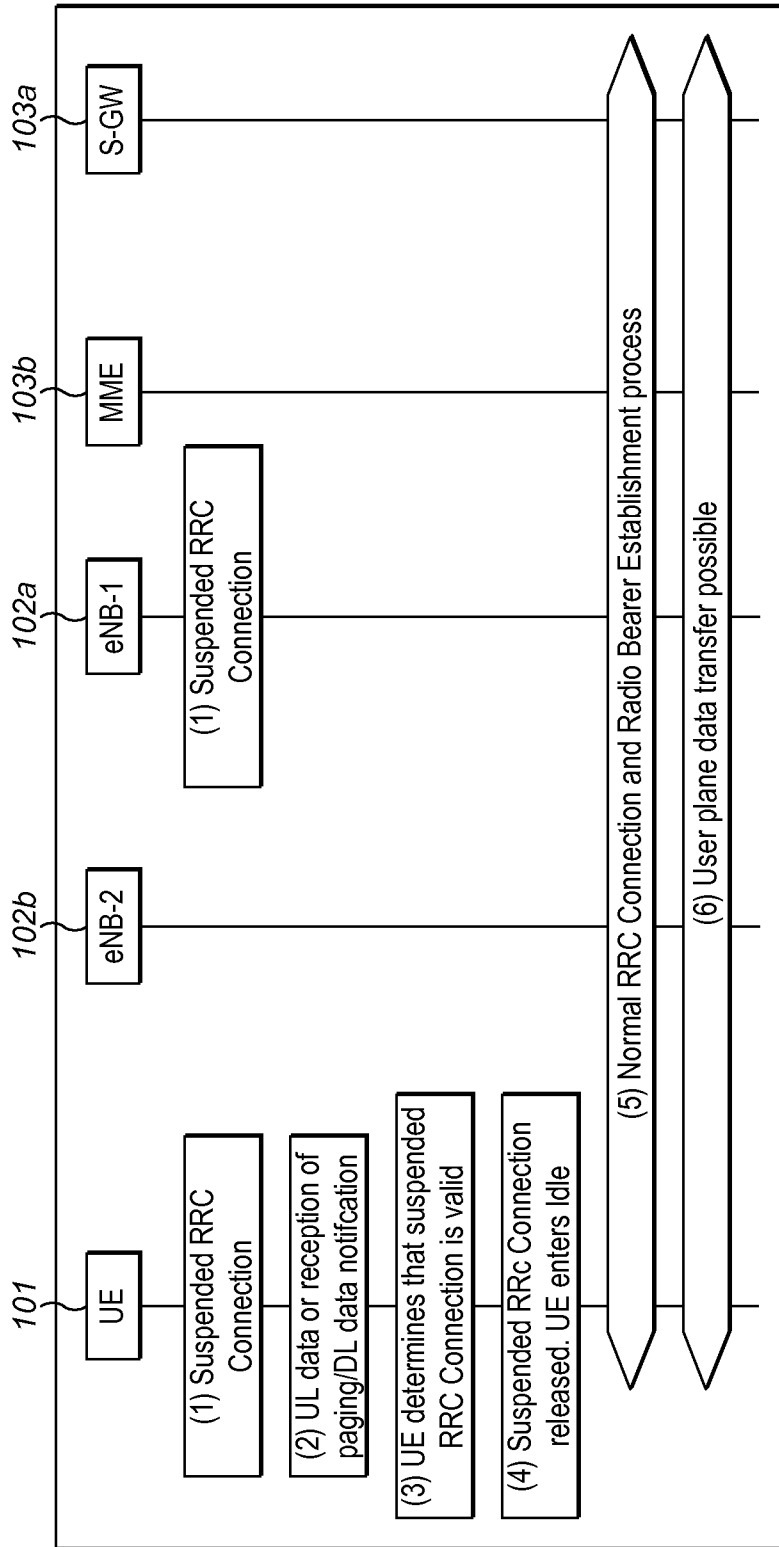 101
102b
102a
103b
103a
UE
eNB-2
eNB-1
MME
S-GW
(1) Suspended RRC
Connection
(1) Suspended RRC
Connection
(2) UL data or reception of
paging/DL data notifcation
(3) UE determines that suspended
RRC Connection is valid
(4) Suspended RRc Connection
released. UE enters Idle
(5) Normal RRC Connection and Radio Bearer Establishment process
(6) User plane data transfer possible